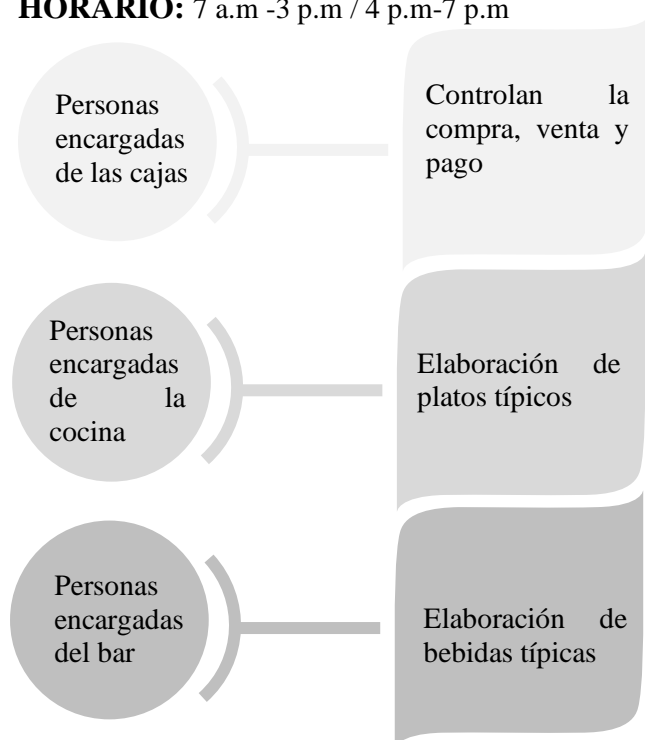 HORARIO: 7 a.m -3 p.m / 4 p.m-7 p.m
Personas
encargadas
de las cajas
Controlan la
compra, venta y
pago
Personas
encargadas
de la
cocina
Elaboración de
platos típicos
Personas
encargadas
del bar
Elaboración de
bebidas típicas